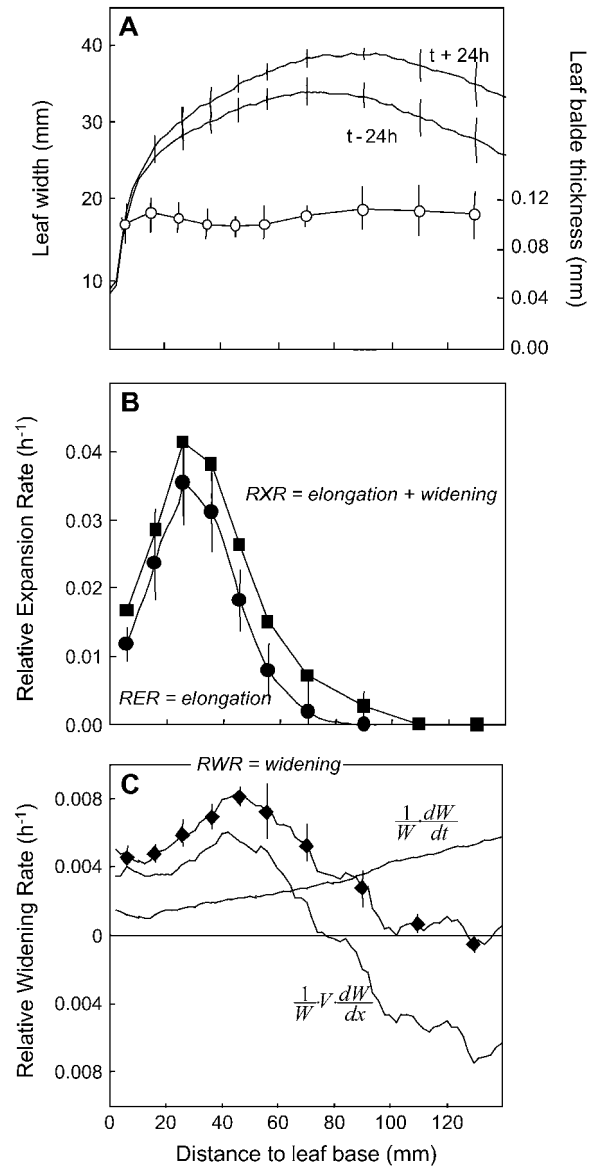 A
40
30
20
10
Leaf width (mm)
t + 24h
t - 24h
0.12
0.08
0.04
0.00
Leaf balde thickness (mm)
B
0.04
0.03
0.02
0.01
0.00
Relative Expansion Rate (h-1)
RXR = elongation + widening
RER = elongation
C
RWR = widening
0.008
0.004
0
0.004
0.008
Relative Widening Rate (h-1)
1/W · dW/dt
1/W ·V· dW/dx
0 20 40 60 80 100 120
Distance to leaf base (mm)